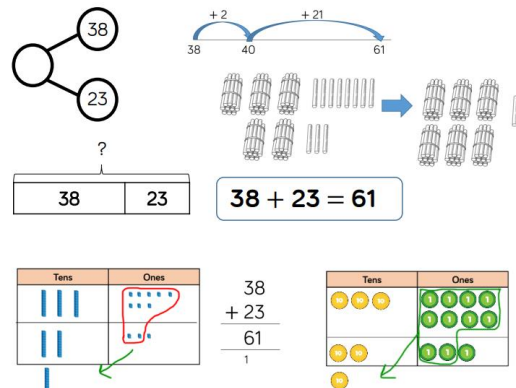 38
23
+ 2
+ 21
38
40
61
?
38
23
38 + 23 = 61
Tens
Ones
38
+ 23
61
1
Tens
Ones
10 10 10
1 1 1 1
1 1 1 1
10 10
1 1 1
10